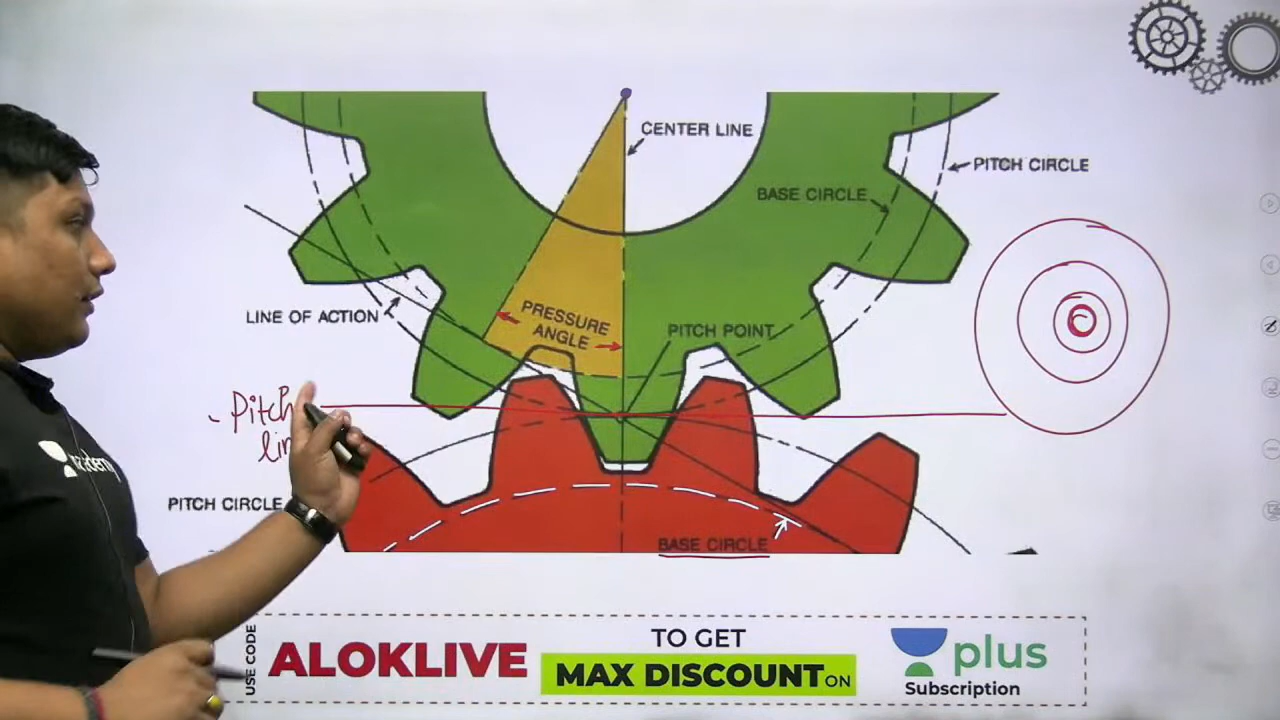 CENTER LINE
PITCH CIRCLE
BASE CIRCLE
LINE OF ACTION
PRESSURE
ANGLE
PITCH POINT
- Pitch
PITCH CIRCLE
BASE CIRCLE
USE CODE
ALOKLIVE
TO GET
MAX DISCOUNT ON
plus
Subscription